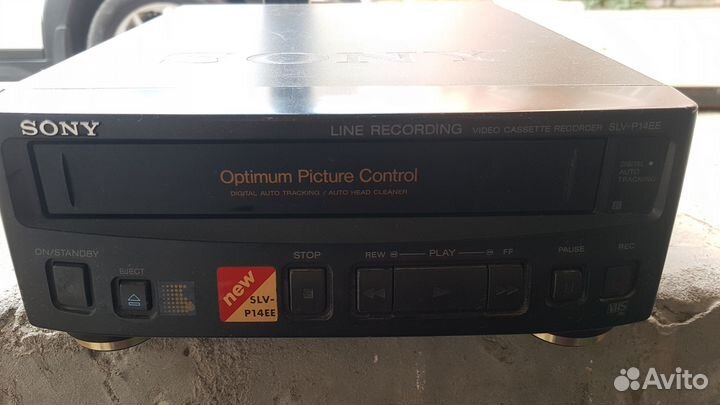 SONY
SONY
LINE RECORDING VIDEO CASSETTE RECORDER SLV-P14EE
Optimum Picture Control
DIGITAL AUTO TRACKING / AUTO HEAD CLEANER
DIGITAL
AUTO
TRACKING
ON/STANDBY
EJECT
STOP
REW
PLAY
FF
PAUSE
REC
new
SLV-
P14EE
VHS
Avito